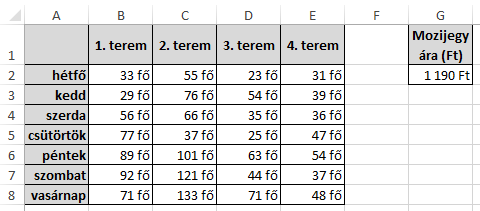 A B C D E F G
1 1. terem 2. terem 3. terem 4. terem Mozijegy
ára (Ft)
2 hétfő 33 fő 55 fő 23 fő 31 fő 1 190 Ft
3 kedd 29 fő 76 fő 54 fő 39 fő
4 szerda 56 fő 66 fő 35 fő 36 fő
5 csütörtök 77 fő 37 fő 25 fő 47 fő
6 péntek 89 fő 101 fő 63 fő 54 fő
7 szombat 92 fő 121 fő 44 fő 37 fő
8 vasárnap 71 fő 133 fő 71 fő 48 fő